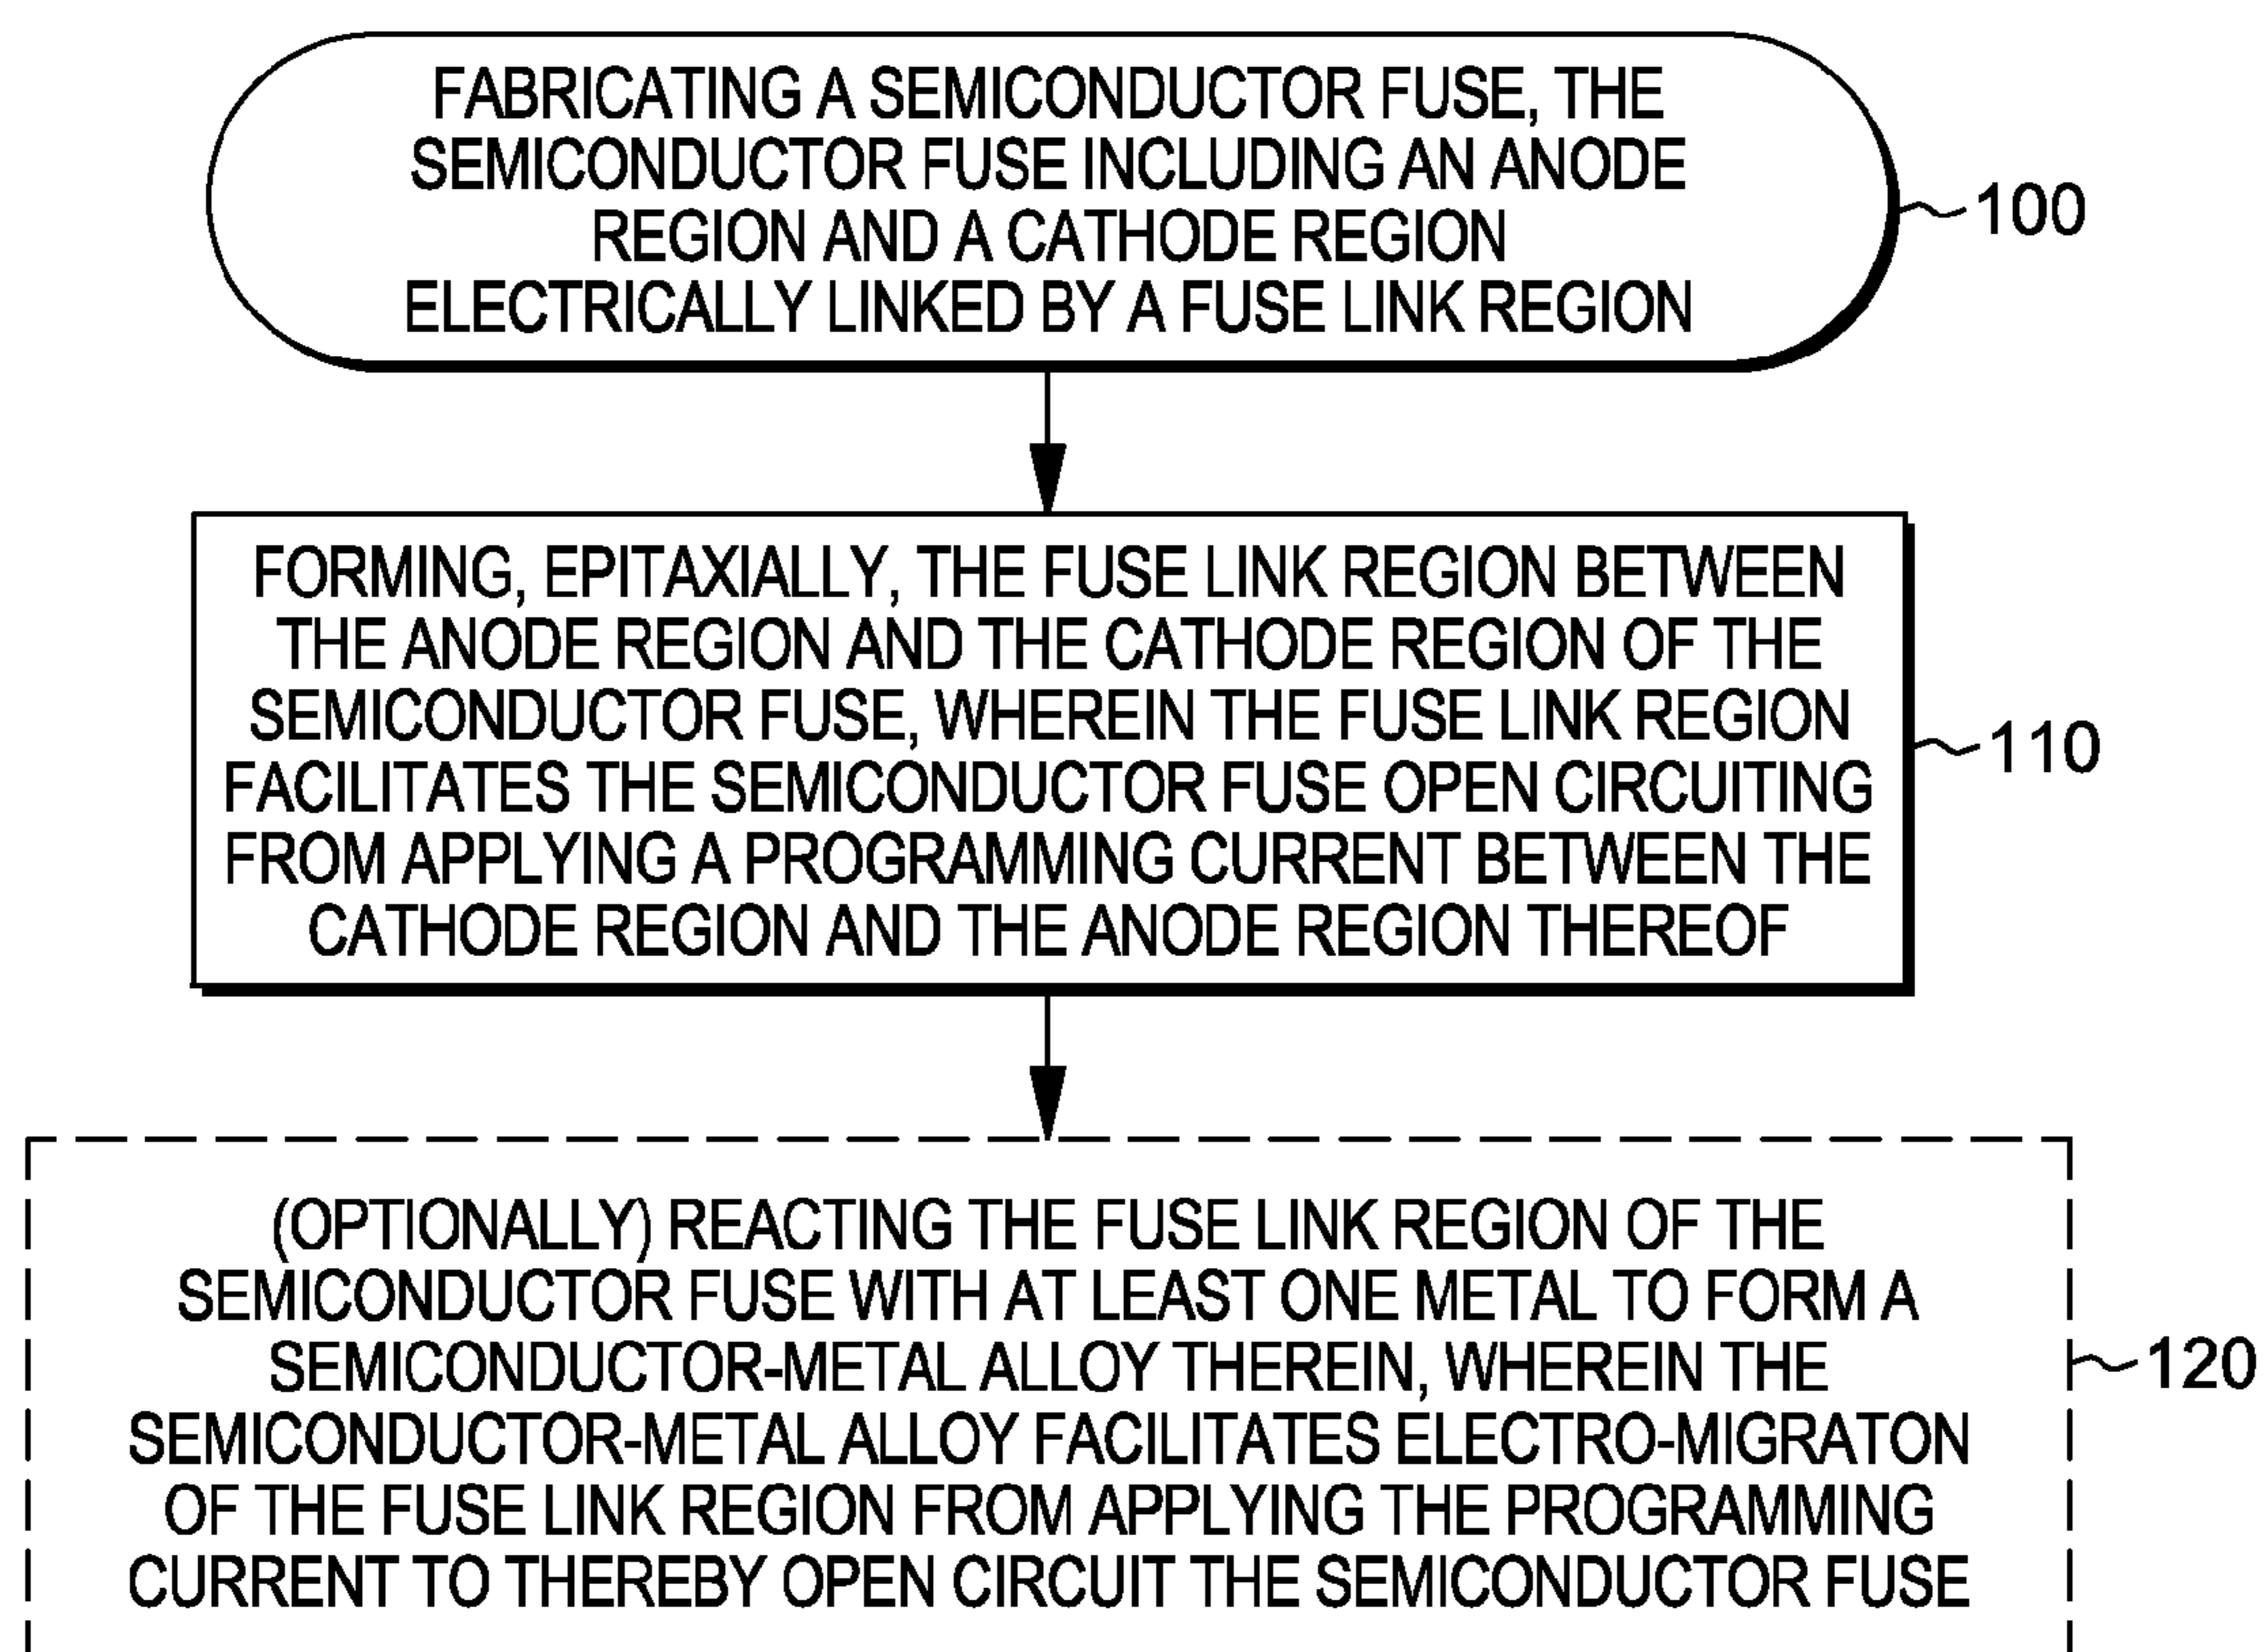 FABRICATING A SEMICONDUCTOR FUSE, THE
SEMICONDUCTOR FUSE INCLUDING AN ANODE
REGION AND A CATHODE REGION
ELECTRICALLY LINKED BY A FUSE LINK REGION
100
FORMING, EPITAXIALLY, THE FUSE LINK REGION BETWEEN
THE ANODE REGION AND THE CATHODE REGION OF THE
SEMICONDUCTOR FUSE, WHEREIN THE FUSE LINK REGION
FACILITATES THE SEMICONDUCTOR FUSE OPEN CIRCUITING
FROM APPLYING A PROGRAMMING CURRENT BETWEEN THE
CATHODE REGION AND THE ANODE REGION THEREOF
110
(OPTIONALLY) REACTING THE FUSE LINK REGION OF THE
SEMICONDUCTOR FUSE WITH AT LEAST ONE METAL TO FORM A
SEMICONDUCTOR-METAL ALLOY THEREIN, WHEREIN THE
SEMICONDUCTOR-METAL ALLOY FACILITATES ELECTRO-MIGRATON
OF THE FUSE LINK REGION FROM APPLYING THE PROGRAMMING
CURRENT TO THEREBY OPEN CIRCUIT THE SEMICONDUCTOR FUSE
120